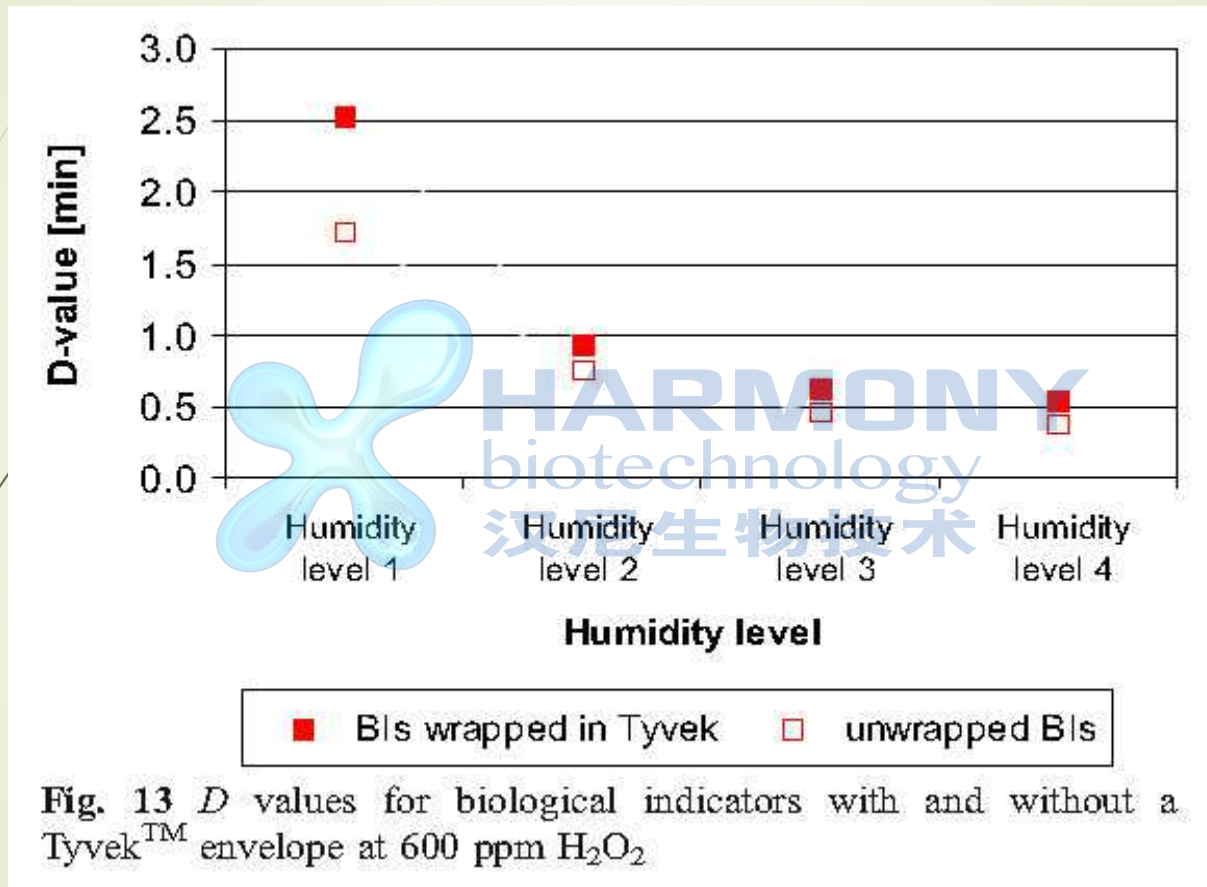 3.0
2.5
2.0
1.5
1.0
0.5
0.0
D-value [min]
Humidity level 1
Humidity level 2
Humidity level 3
Humidity level 4
Humidity level
BIs wrapped in Tyvek
unwrapped BIs
HARMONY
biotechnology
汉尼生物技术
Fig. 13 D values for biological indicators with and without a
Tyvek™ envelope at 600 ppm H₂O₂